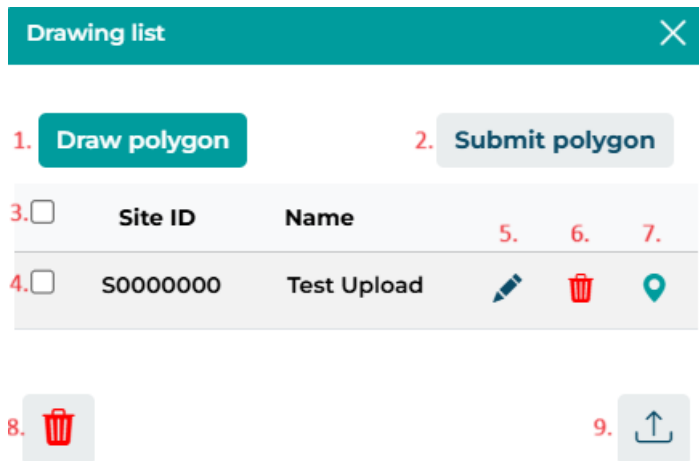 Drawing list
1. Draw polygon 2. Submit polygon
3. Site ID Name 5. 6. 7.
4. S0000000 Test Upload
8. 9.